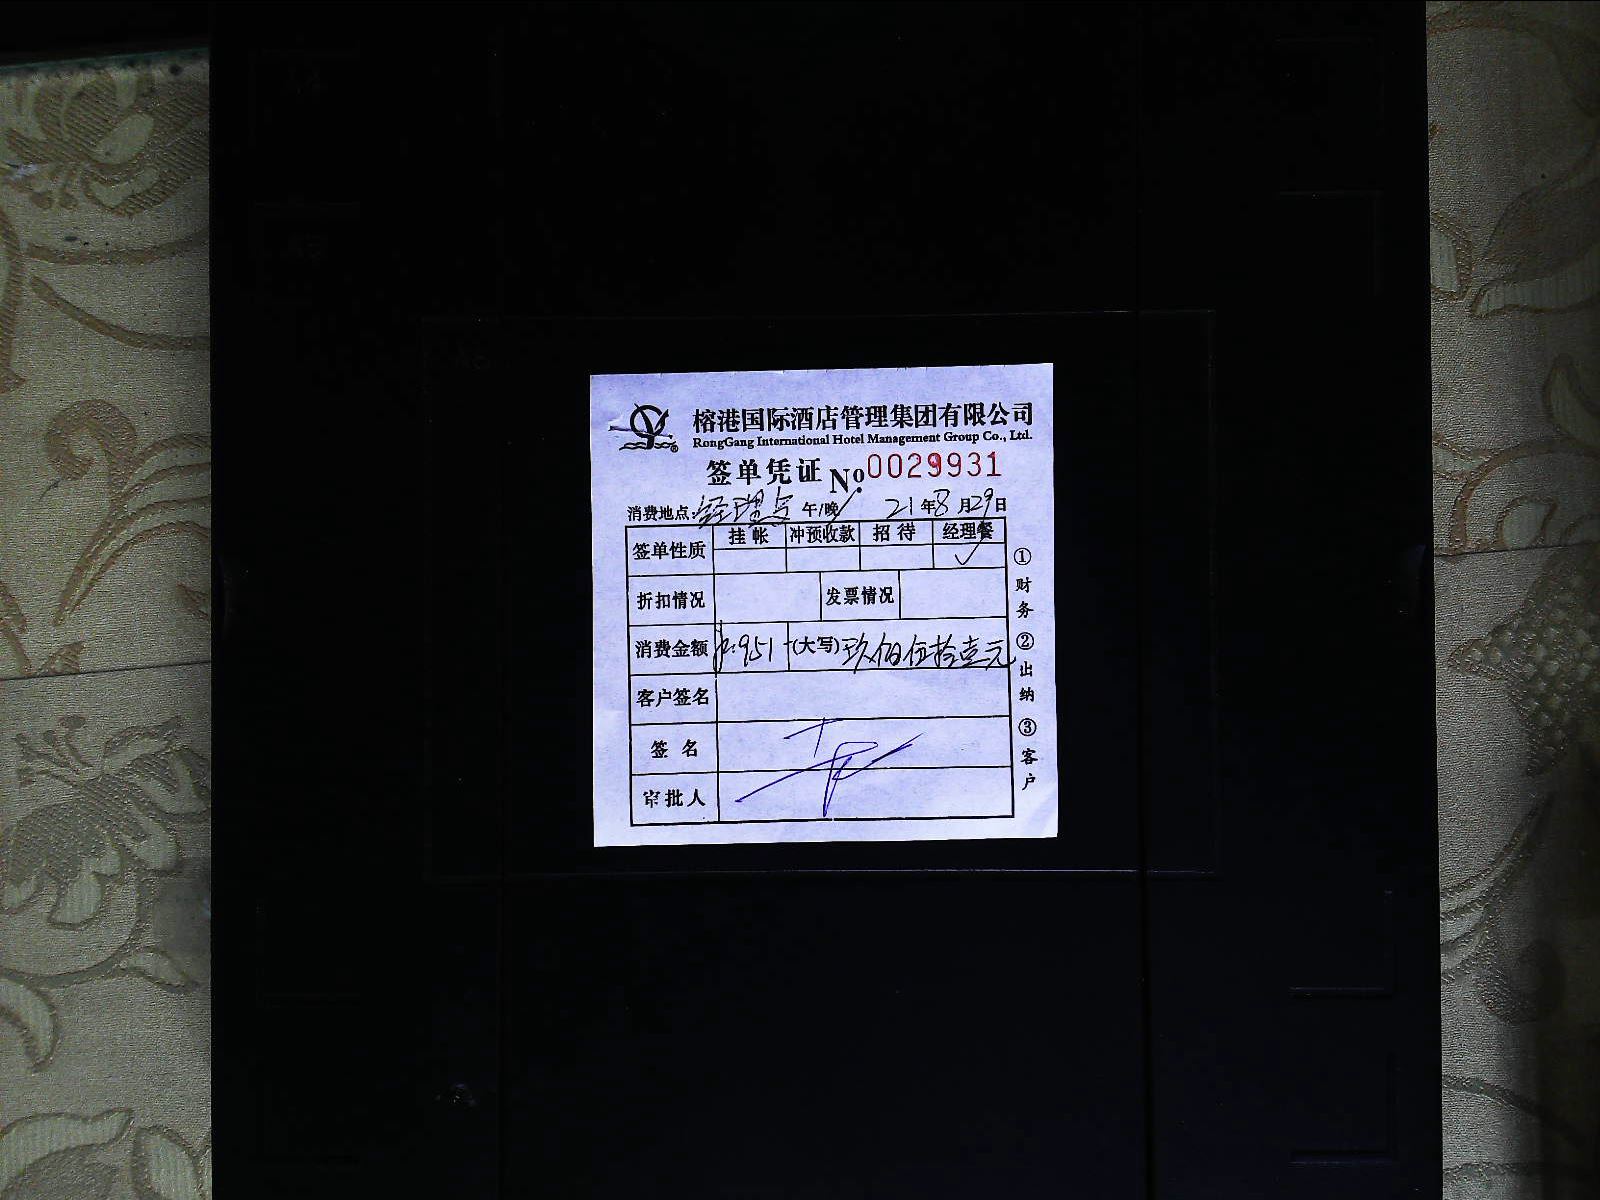 榕港国际酒店管理集团有限公司
RongGang International Hotel Management Group Co., Ltd.
签单凭证 No. 0029931
消费地点: 经理 午/晚 21年8月29日
签单性质 挂帐 冲预收款 招待 经理餐
✓
折扣情况 发票情况
消费金额 951 (大写) 玖佰伍拾壹元
客户签名
签名
审批人
①财务 ②出纳 ③客户